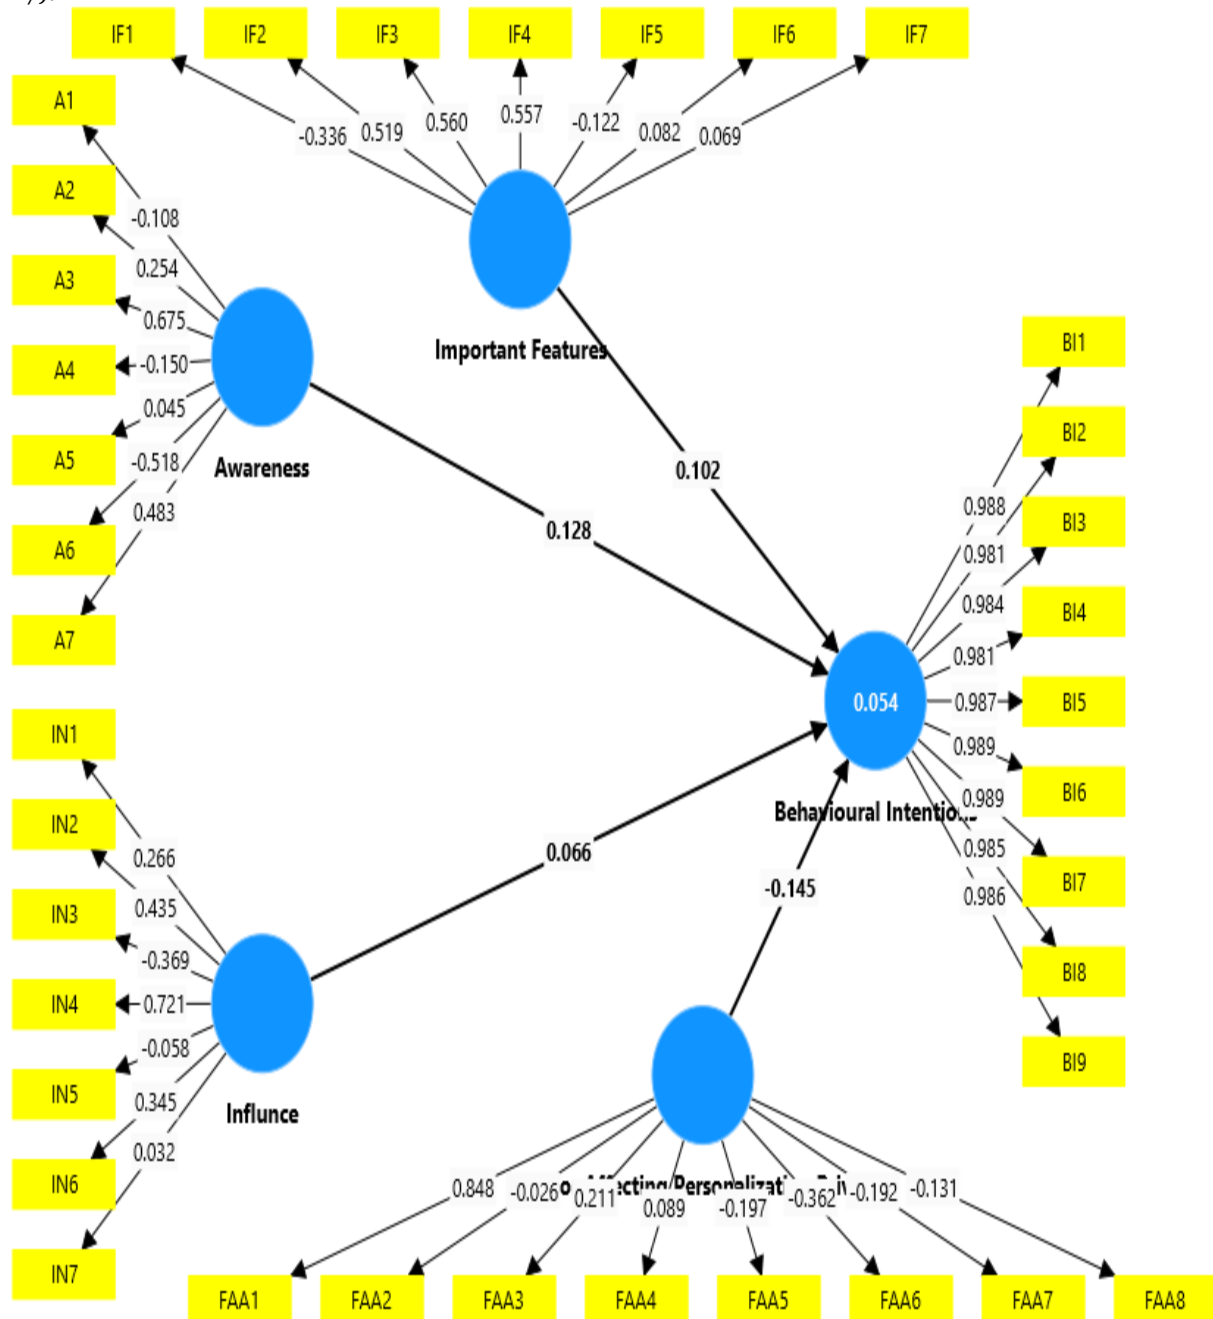 IF1 IF2 IF3 IF4 IF5 IF6 IF7
-0.336 0.519 0.560 0.557 -0.122 0.082 0.069
Important Features
A1
A2
A3
A4
A5
A6
A7
-0.108
0.254
0.675
-0.150
0.045
-0.518
0.483
Awareness
0.102
0.128
0.066
-0.145
BI1
BI2
BI3
BI4
BI5
BI6
BI7
BI8
BI9
0.988
0.981
0.984
0.981
0.987
0.989
0.989
0.985
0.986
0.054
Behavioural Intentio...
IN1
IN2
IN3
IN4
IN5
IN6
IN7
0.266
0.435
-0.369
0.721
-0.058
0.345
0.032
Influnce
Personalizati
0.848 -0.026 0.211 0.089 -0.197 -0.362 -0.192 -0.131
FAA1 FAA2 FAA3 FAA4 FAA5 FAA6 FAA7 FAA8